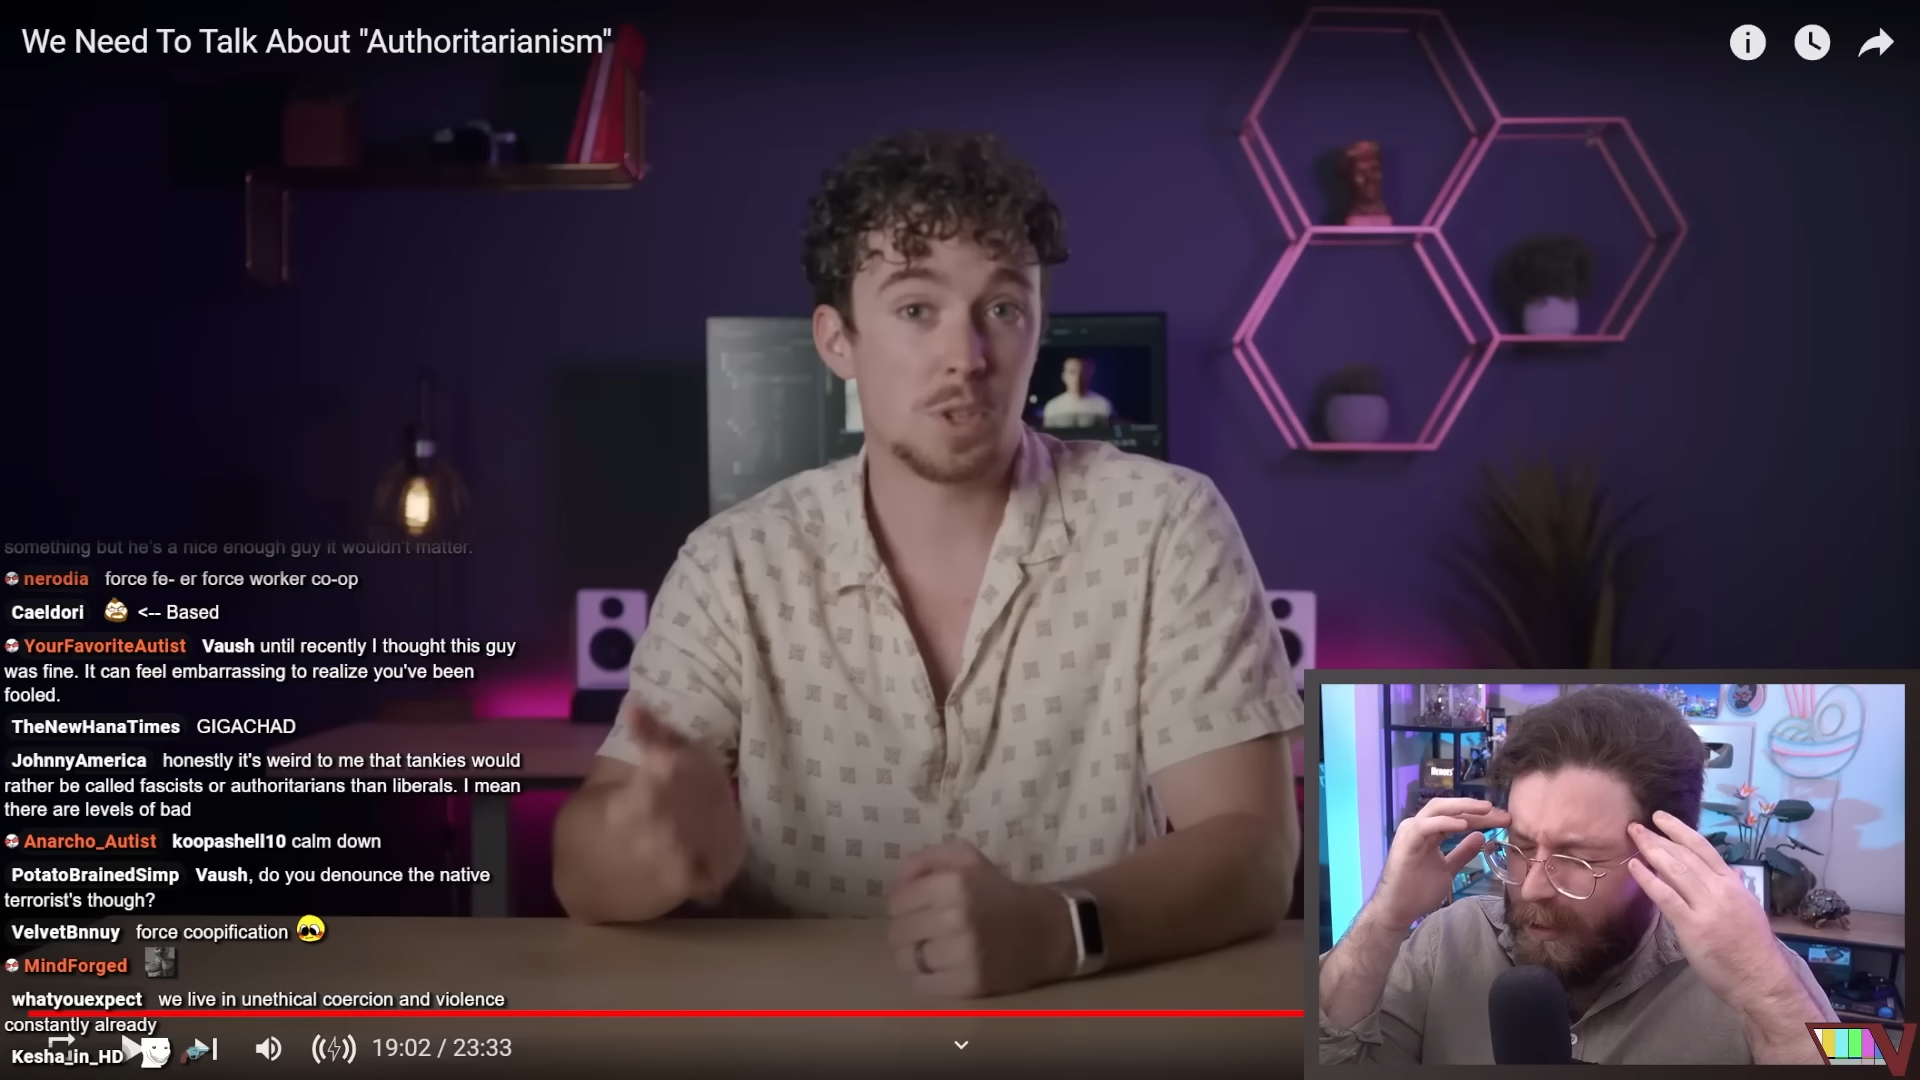 We Need To Talk About "Authoritarianism"
something but he's a nice enough guy it wouldn't matter.
nerodia force fe- er force worker co-op
Caeldori <-- Based
YourFavoriteAutist Vaush until recently I thought this guy
was fine. It can feel embarrassing to realize you've been
fooled.
TheNewHanaTimes GIGACHAD
JohnnyAmerica honestly it's weird to me that tankies would
rather be called fascists or authoritarians than liberals. I mean
there are levels of bad
Anarcho_Autist koopashell10 calm down
PotatoBrainedSimp Vaush, do you denounce the native
terrorist's though?
VelvetBnnuy force coopification
MindForged
whatyouexpect we live in unethical coercion and violence
constantly already
Kesha_in_HD
19:02 / 23:33
HEROES
V